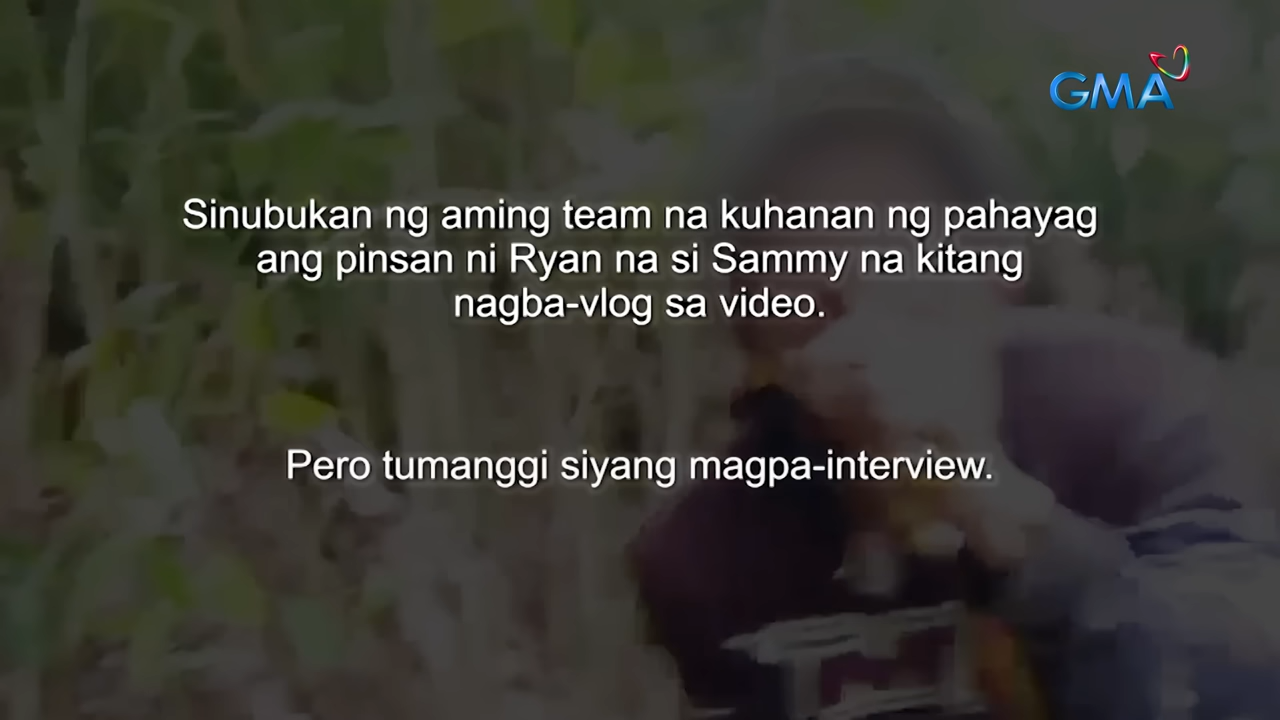 GMA
Sinubukan ng aming team na kuhanan ng pahayag
ang pinsan ni Ryan na si Sammy na kitang
nagba-vlog sa video.
Pero tumanggi siyang magpa-interview.